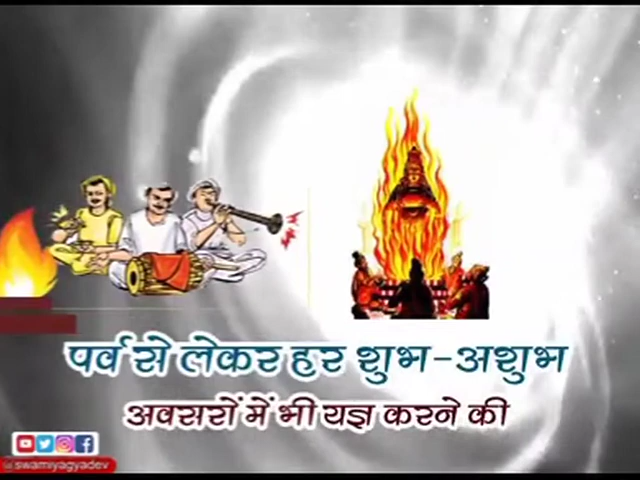 पर्व से लेकर हर शुभ-अशुभ
अवसरों में भी यज्ञ करने की
@swamiyagyadev